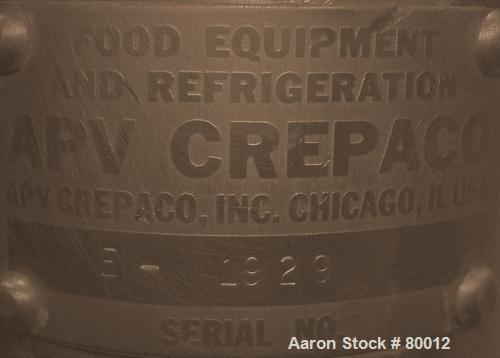 FOOD EQUIPMENT
AND REFRIGERATION
APV CREPACO
APV CREPACO, INC. CHICAGO, IL USA
E - 1929
SERIAL NO.
Aaron Stock # 80012